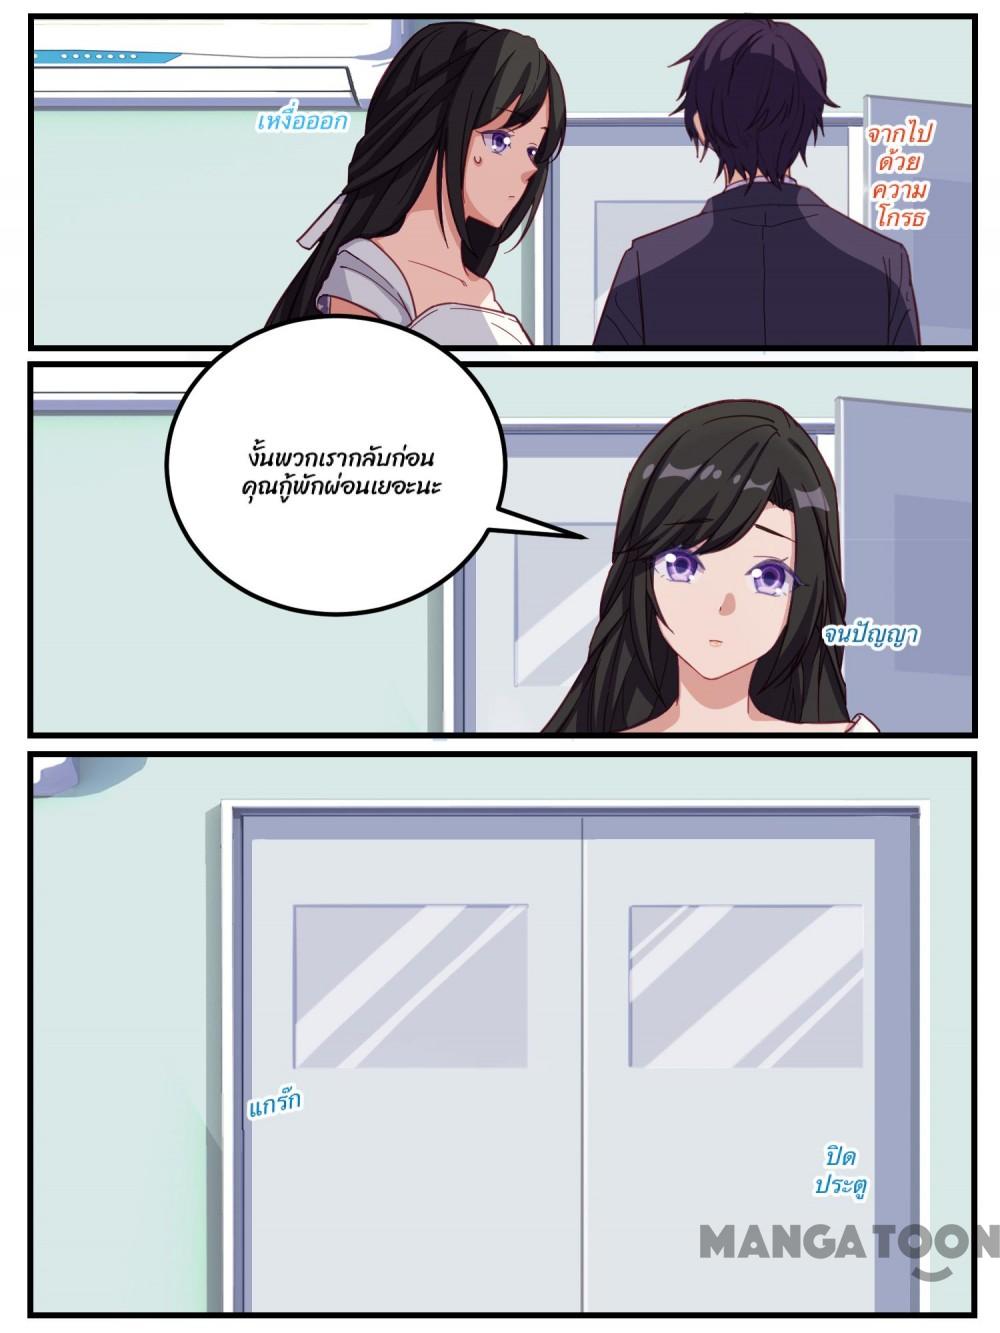 เหงื่อออก
จากไป
ด้วย
ความ
โกรธ
งั้นพวกเรากลับก่อน
คุณกู้พักผ่อนเยอะนะ
จนปัญญา
แกร๊ก
ปิด
ประตู
MANGATOON